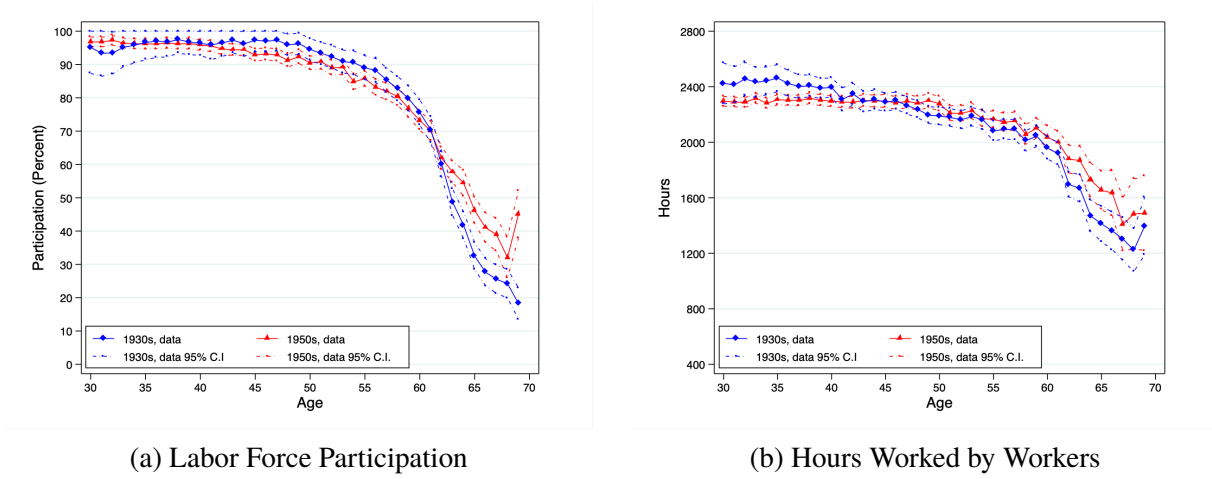 Participation (Percent)
100
90
80
70
60
50
40
30
20
10
0
1930s, data
1950s, data
1930s, data 95% C.I
1950s, data 95% C.I.
30 35 40 45 50 55 60 65 70
Age
(a) Labor Force Participation
Hours
2800
2400
2000
1600
1200
800
400
1930s, data
1950s, data
1930s, data 95% C.I
1950s, data 95% C.I.
30 35 40 45 50 55 60 65 70
Age
(b) Hours Worked by Workers